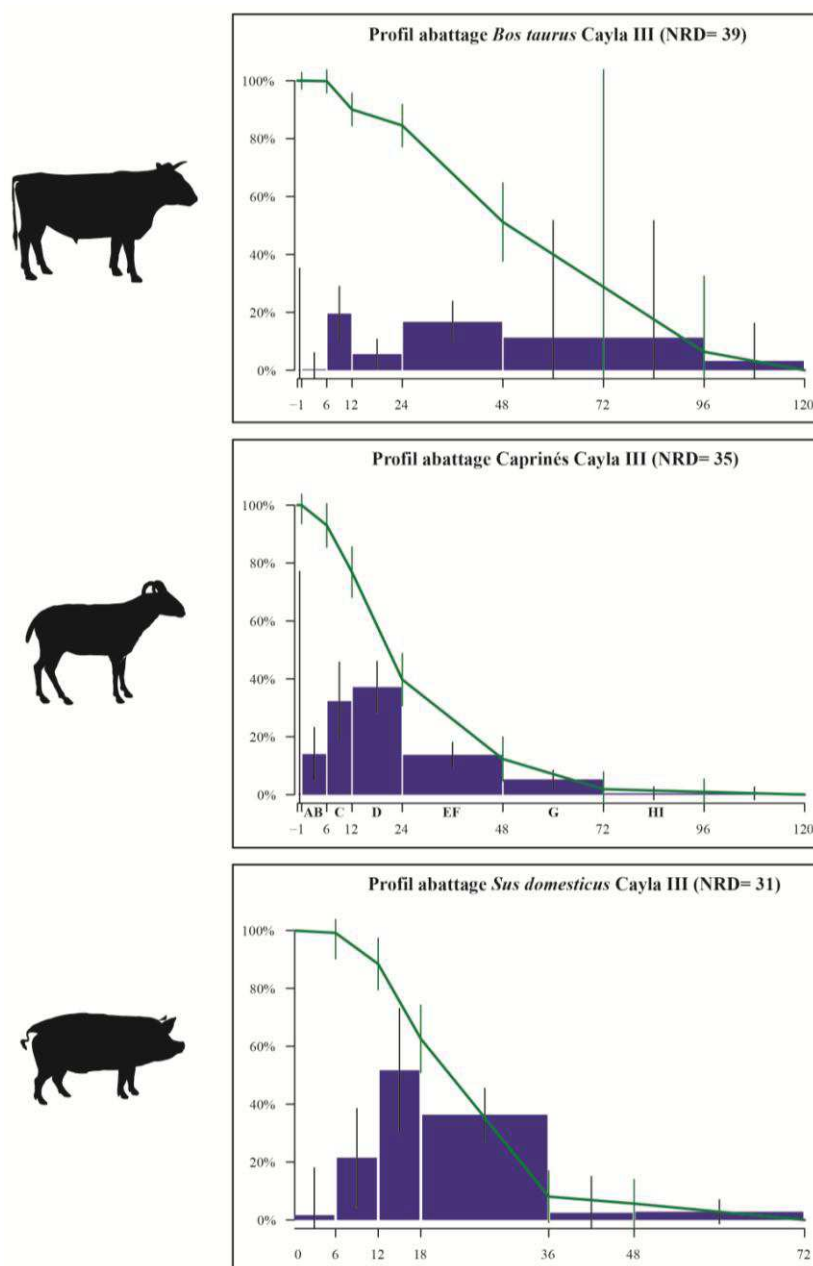 Profil abattage Bos taurus Cayla III (NRD= 39)
100%
80%
60%
40%
20%
0%
−1 6 12 24 48 72 96 120
Profil abattage Caprinés Cayla III (NRD= 35)
100%
80%
60%
40%
20%
0%
AB C D EF G HI
−1 6 12 24 48 72 96 120
Profil abattage Sus domesticus Cayla III (NRD= 31)
100%
80%
60%
40%
20%
0%
0 6 12 18 36 48 72